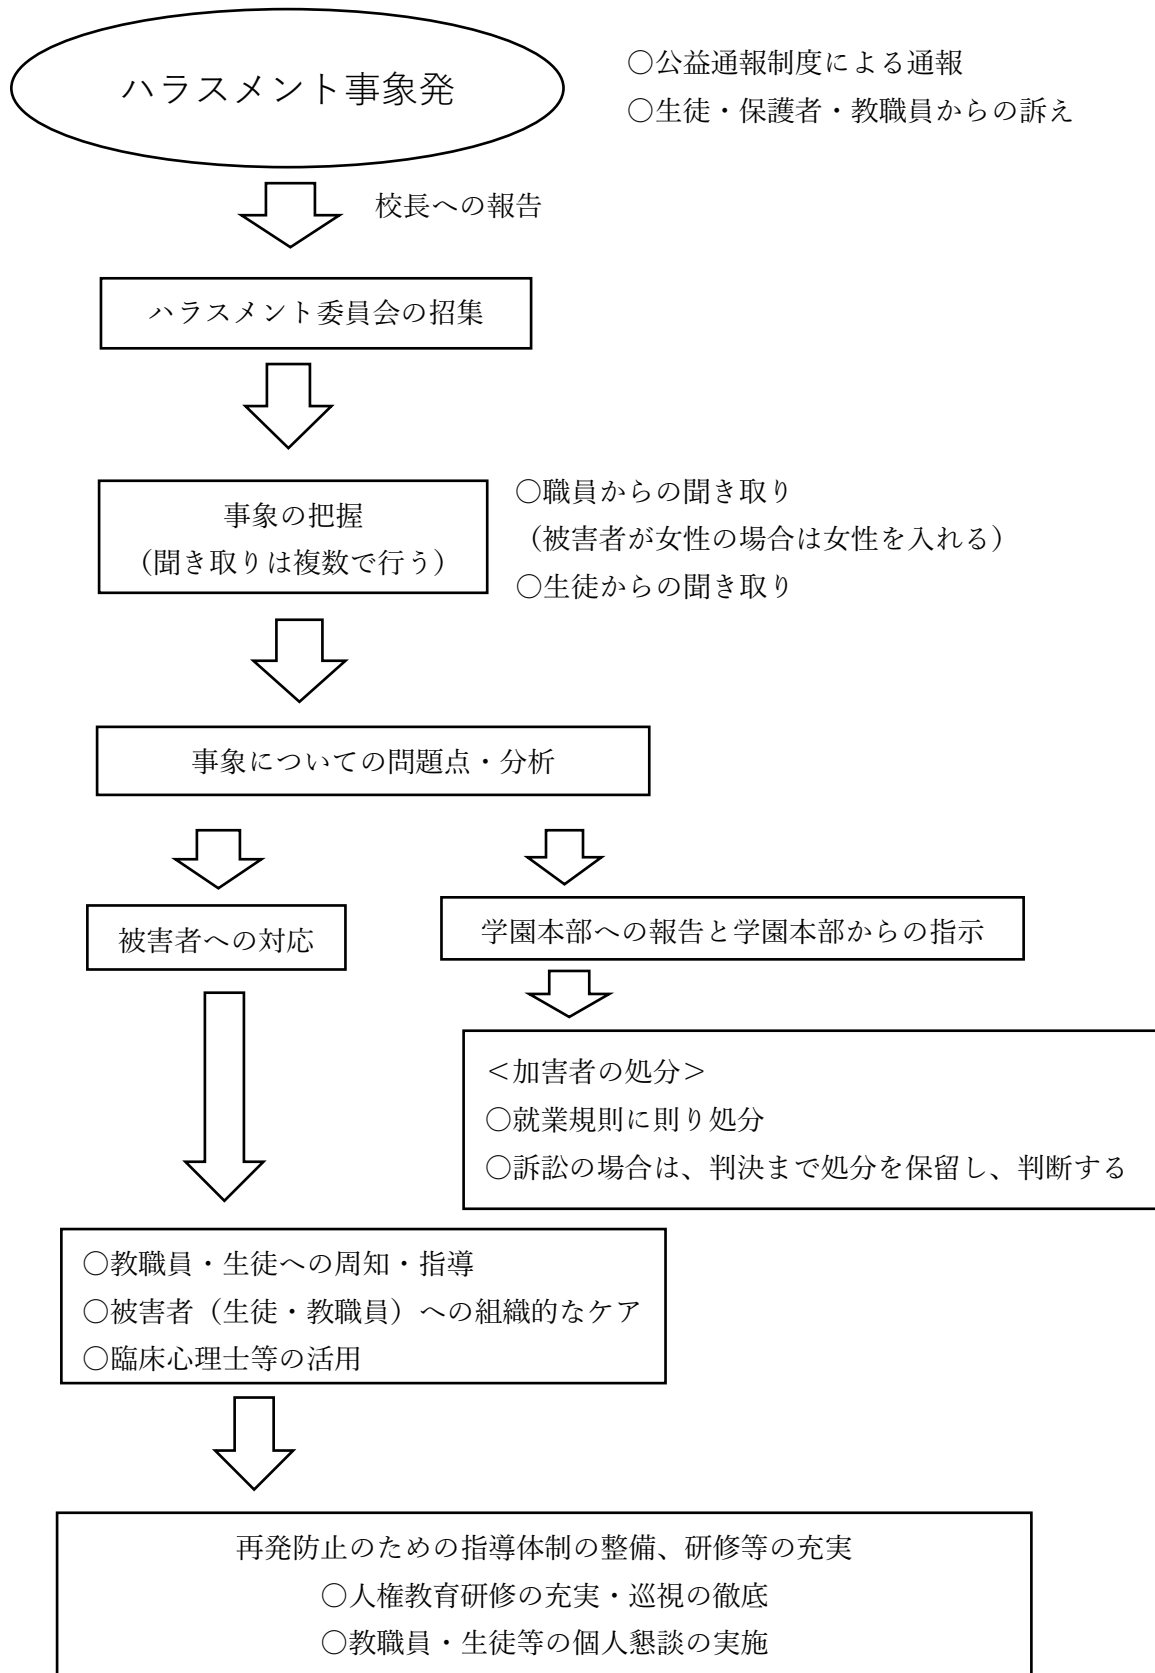 ハラスメント事象発
○公益通報制度による通報
○生徒・保護者・教職員からの訴え
校長への報告
ハラスメント委員会の招集
事象の把握
(聞き取りは複数で行う)
○職員からの聞き取り
(被害者が女性の場合は女性を入れる)
○生徒からの聞き取り
事象についての問題点・分析
被害者への対応
学園本部への報告と学園本部からの指示
<加害者の処分>
○就業規則に則り処分
○訴訟の場合は、判決まで処分を保留し、判断する
○教職員・生徒への周知・指導
○被害者(生徒・教職員)への組織的なケア
○臨床心理士等の活用
再発防止のための指導体制の整備、研修等の充実
○人権教育研修の充実・巡視の徹底
○教職員・生徒等の個人懇談の実施